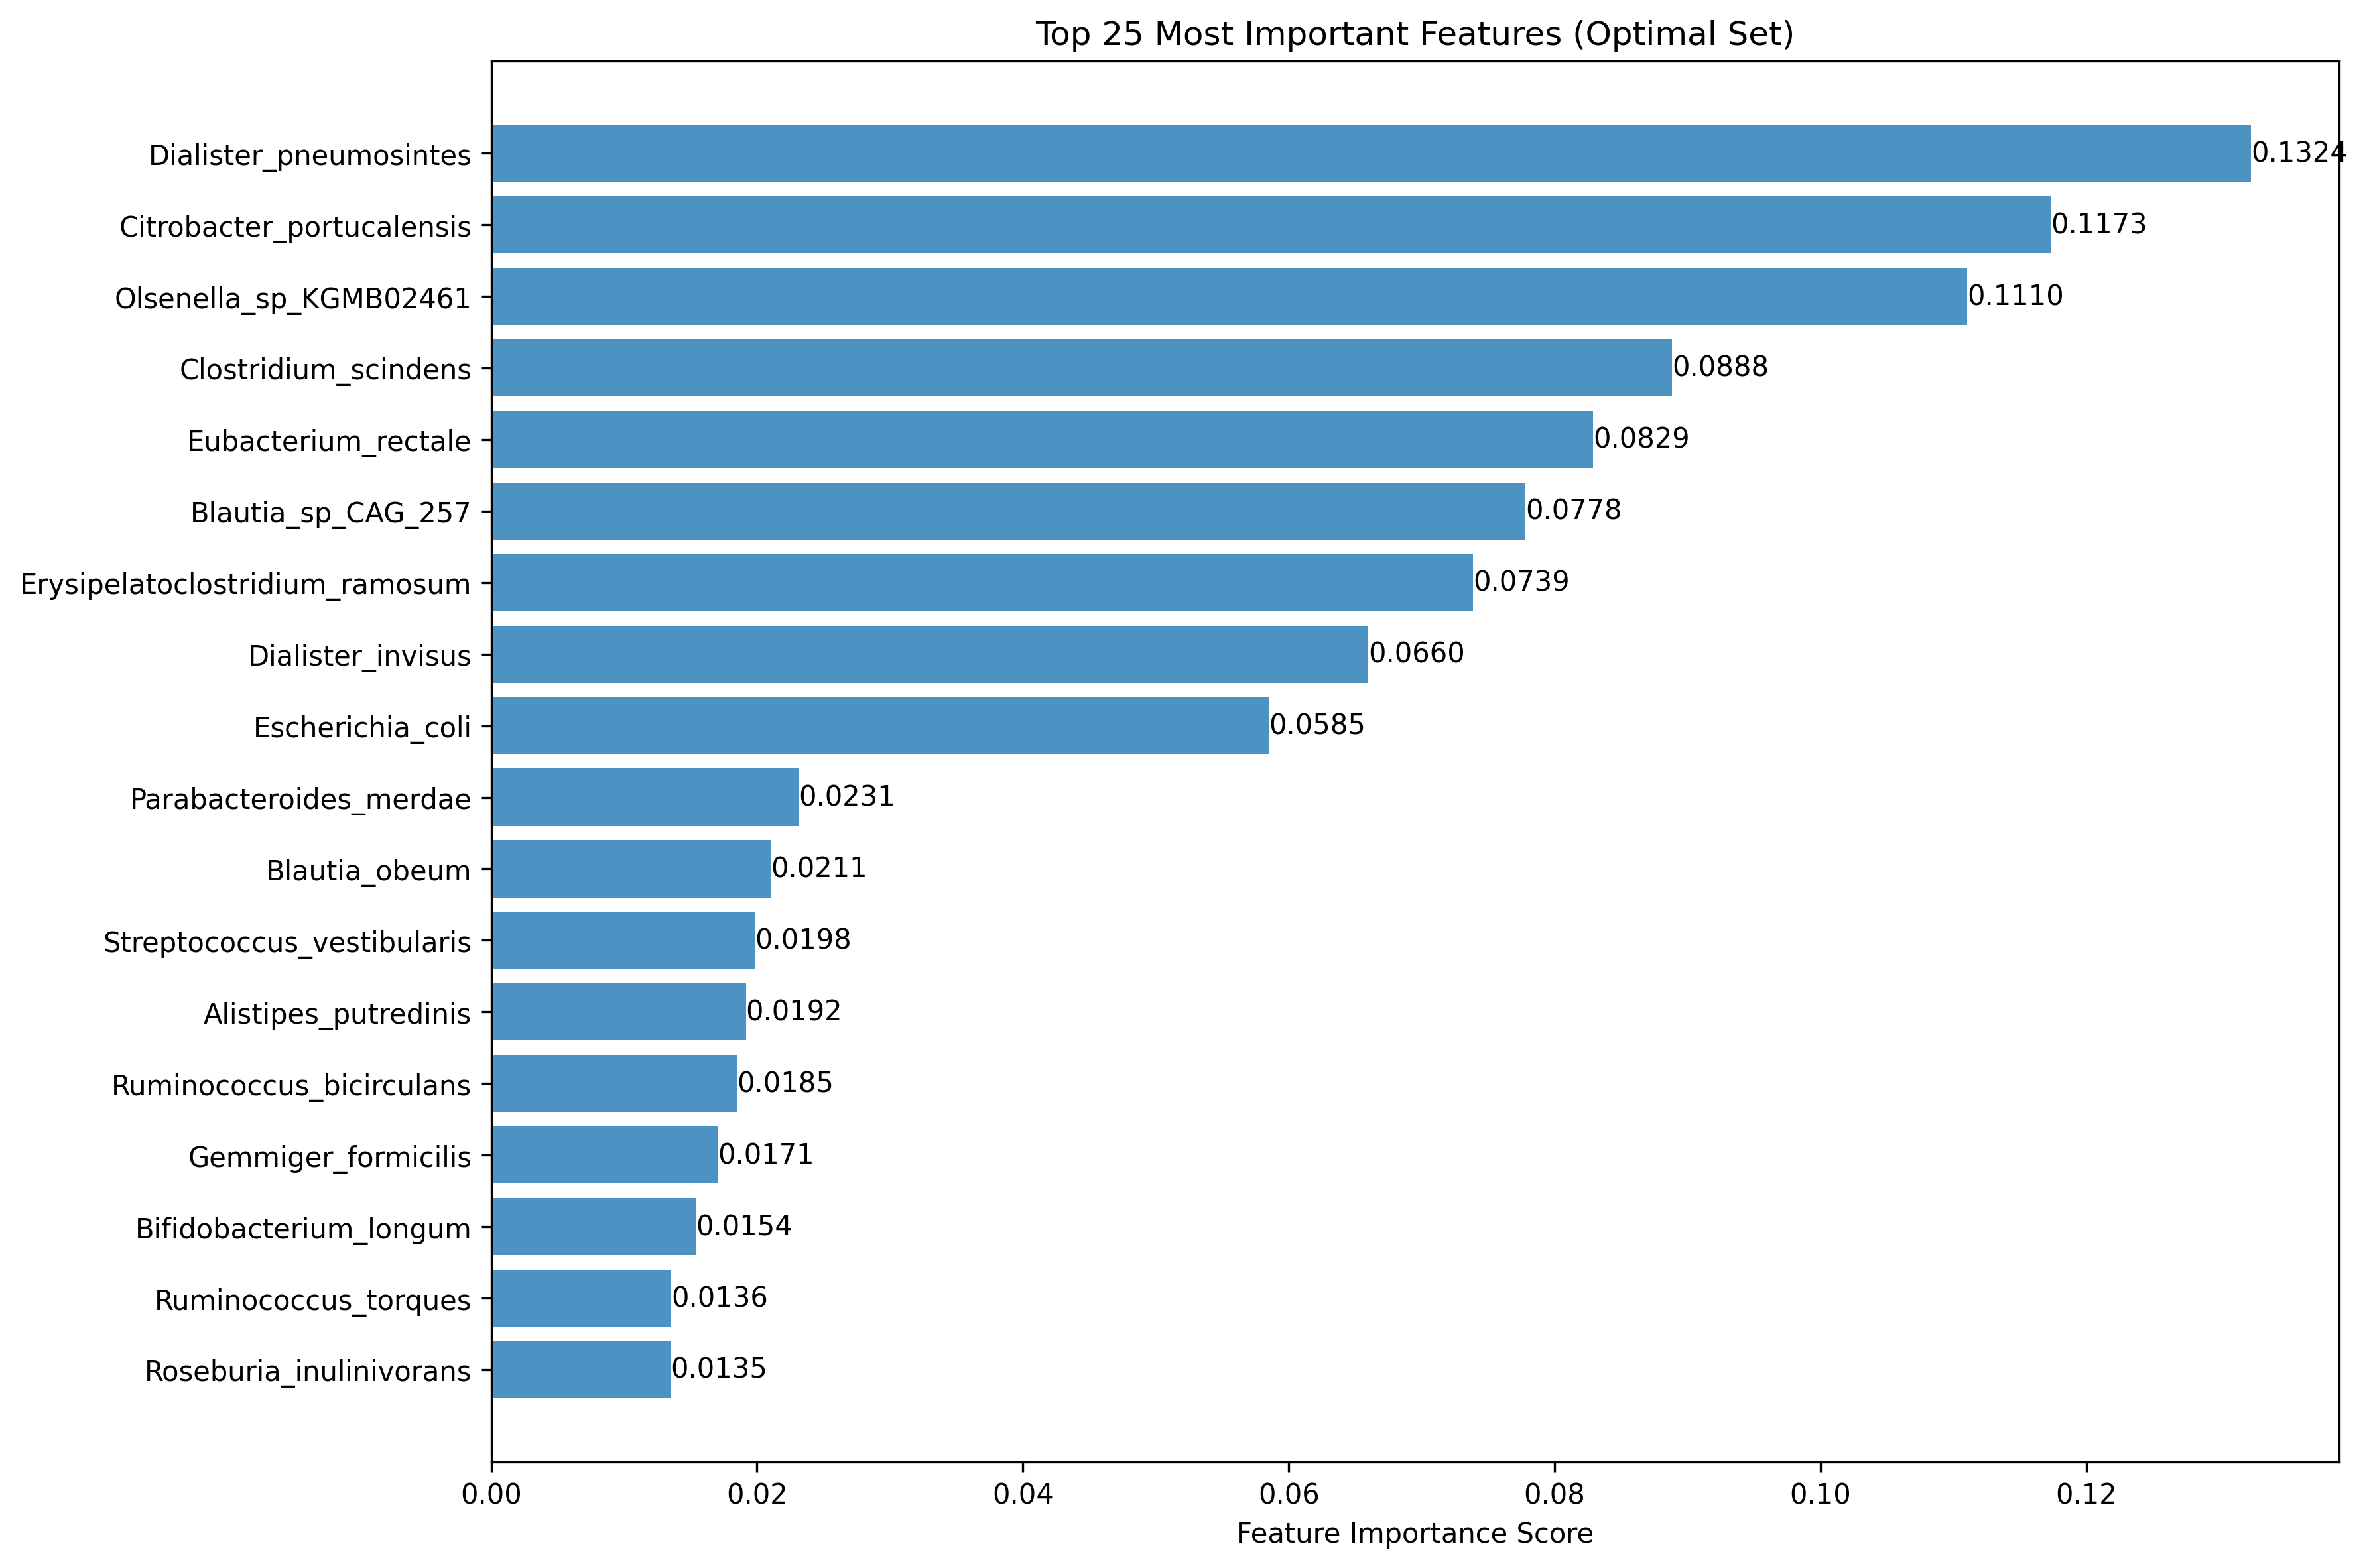 Top 25 Most Important Features (Optimal Set)
Dialister_pneumosintes 0.1324
Citrobacter_portucalensis 0.1173
Olsenella_sp_KGMB02461 0.1110
Clostridium_scindens 0.0888
Eubacterium_rectale 0.0829
Blautia_sp_CAG_257 0.0778
Erysipelatoclostridium_ramosum 0.0739
Dialister_invisus 0.0660
Escherichia_coli 0.0585
Parabacteroides_merdae 0.0231
Blautia_obeum 0.0211
Streptococcus_vestibularis 0.0198
Alistipes_putredinis 0.0192
Ruminococcus_bicirculans 0.0185
Gemmiger_formicilis 0.0171
Bifidobacterium_longum 0.0154
Ruminococcus_torques 0.0136
Roseburia_inulinivorans 0.0135
0.00 0.02 0.04 0.06 0.08 0.10 0.12
Feature Importance Score